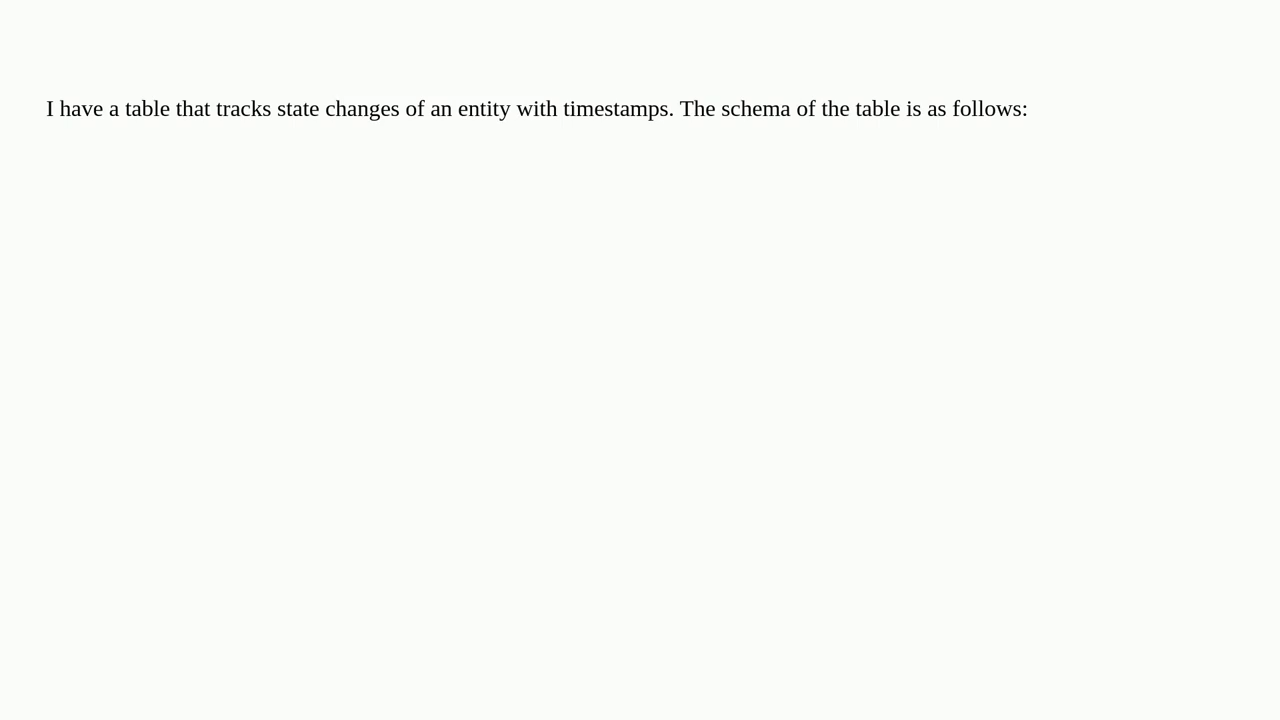 I have a table that tracks state changes of an entity with timestamps. The schema of the table is as follows: